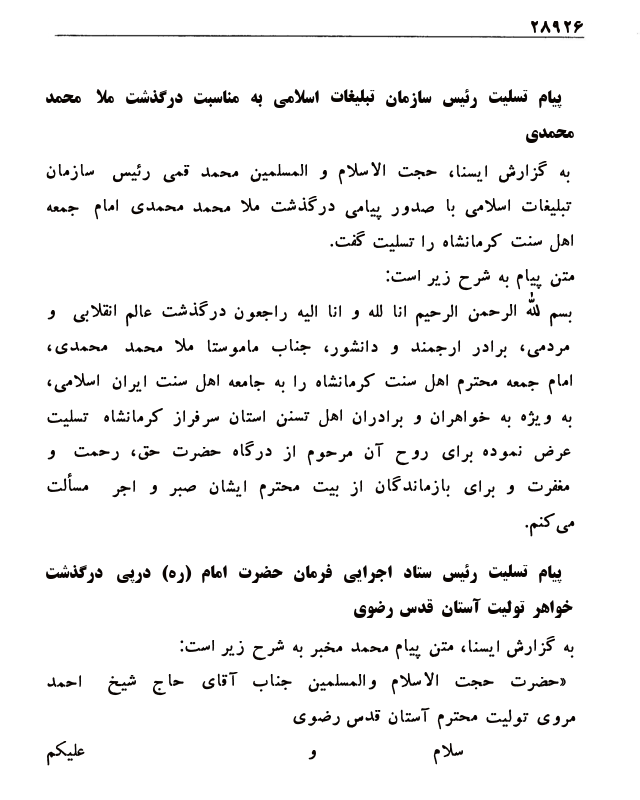 ۲۸۹۲۶
پیام تسلیت رئیس سازمان تبلیغات اسلامی به مناسبت درگذشت ملا محمد
محمدی
به گزارش ایسنا، حجت الاسلام و المسلمین محمد قمی رئیس سازمان
تبلیغات اسلامی با صدور پیامی درگذشت ملا محمد محمدی امام جمعه
اهل سنت کرمانشاه را تسلیت گفت.
متن پیام به شرح زیر است:
بسم لله الرحمن الرحیم انا لله و انا الیه راجعون درگذشت عالم انقلابی و
مردمی، برادر ارجمند و دانشور، جناب ماموستا ملا محمد محمدی،
امام جمعه محترم اهل سنت کرمانشاه را به جامعه اهل سنت ایران اسلامی،
به ویژه به خواهران و برادران اهل تسنن استان سرفراز کرمانشاه تسلیت
عرض نموده برای روح آن مرحوم از درگاه حضرت حق، رحمت و
مغفرت و برای بازماندگان از بیت محترم ایشان صبر و اجر مسألت
می‌کنم.
پیام تسلیت رئیس ستاد اجرایی فرمان حضرت امام (ره) درپی درگذشت
خواهر تولیت آستان قدس رضوی
به گزارش ایسنا، متن پیام محمد مخبر به شرح زیر است:
«حضرت حجت الاسلام والمسلمین جناب آقای حاج شیخ احمد
مروی تولیت محترم آستان قدس رضوی
سلام و علیکم